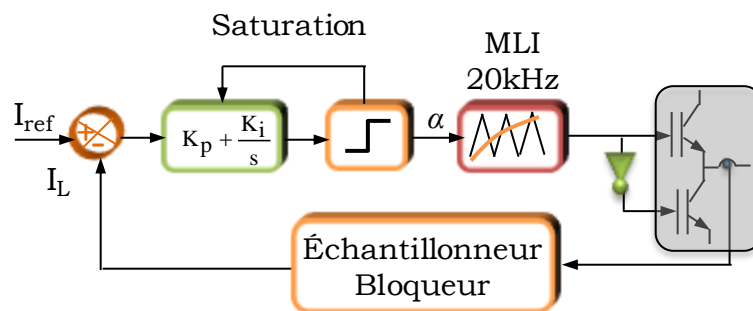 Saturation
MLI
20kHz
I_ref
+
-
K_p + K_i/s
α
I_L
Échantillonneur
Bloqueur